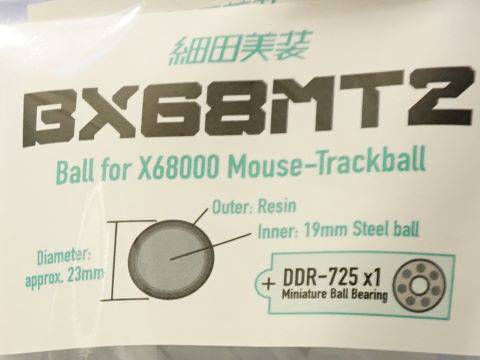 細田美装
BX68MT2
Ball for X68000 Mouse-Trackball
Outer: Resin
Inner: 19mm Steel ball
Diameter:
approx. 23mm
+ DDR-725 x1
Miniature Ball Bearing